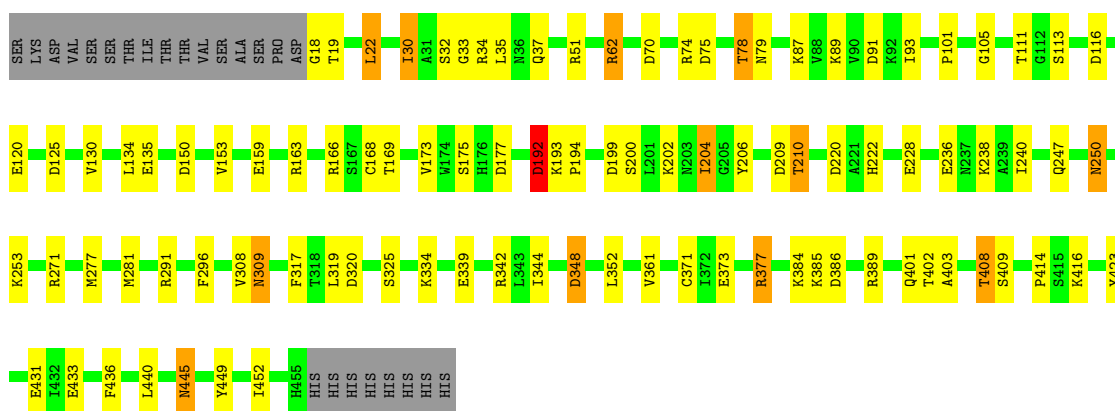 SER LYS ASP VAL SER SER THR ILE THR THR VAL SER ALA SER PRO ASP G18 T19 L22 I30 A31 S32 G33 R34 L35 N36 Q37 R51 R62 D70 R74 D75 T78 N79 K87 V88 K89 V90 D91 K92 I93 P101 G105 T111 G112 S113 D116
E120 D125 V130 L134 E135 D150 V153 E159 R163 R166 S167 C168 T169 V173 W174 S175 H176 D177 D192 K193 P194 D199 S200 L201 K202 N203 I204 G205 Y206 D209 T210 D220 A221 H222 E228 E236 N237 K238 A239 I240 Q247 N250
K253 R271 M277 M281 R291 F296 V308 N309 F317 T318 L319 D320 S325 K334 E339 R342 L343 I344 D348 L352 V361 C371 I372 E373 R377 K384 K385 D386 R389 Q401 T402 A403 T408 S409 P414 S415 K416
E431 I432 E433 F436 L440 N445 Y449 I452 H455 HIS HIS HIS HIS HIS HIS HIS